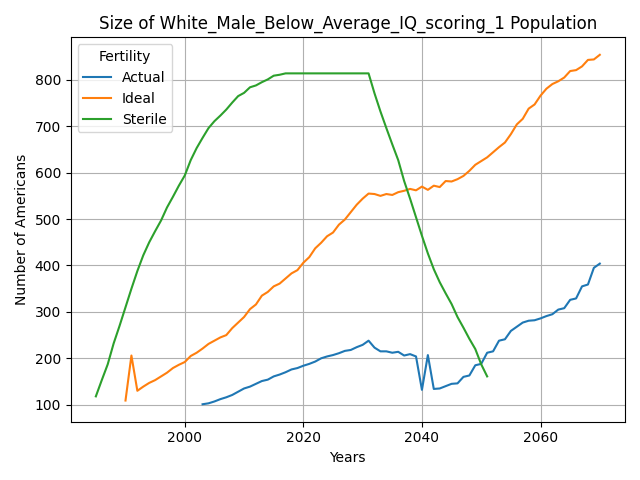 Size of White_Male_Below_Average_IQ_scoring_1 Population
Fertility
Actual
Ideal
Sterile
Number of Americans
800
700
600
500
400
300
200
100
2000
2020
2040
2060
Years